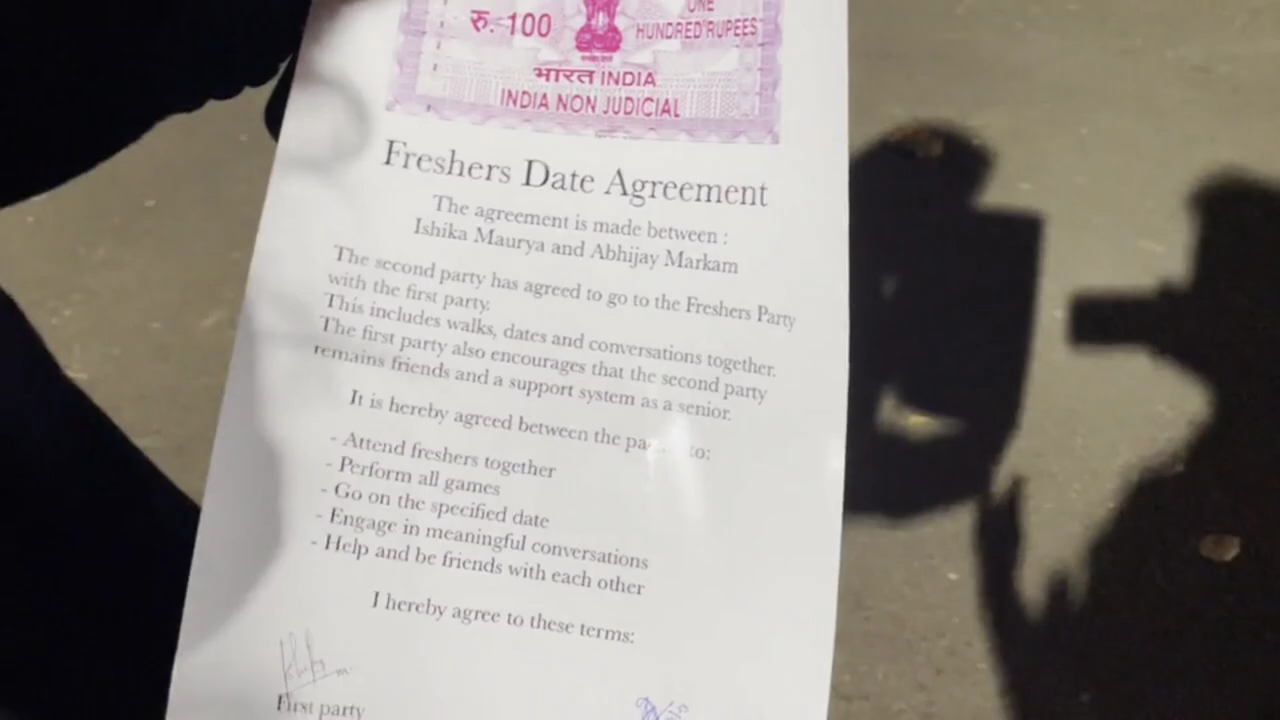 रु. 100
ONE
HUNDRED RUPEES
भारत INDIA
INDIA NON JUDICIAL
Freshers Date Agreement
The agreement is made between :
Ishika Maurya and Abhijay Markam
The second party has agreed to go to the Freshers Party
with the first party.
This includes walks, dates and conversations together.
The first party also encourages that the second party
remains friends and a support system as a senior.
It is hereby agreed between the to:
- Attend freshers together
- Perform all games
- Go on the specified date
- Engage in meaningful conversations
- Help and be friends with each other
I hereby agree to these terms:
First party